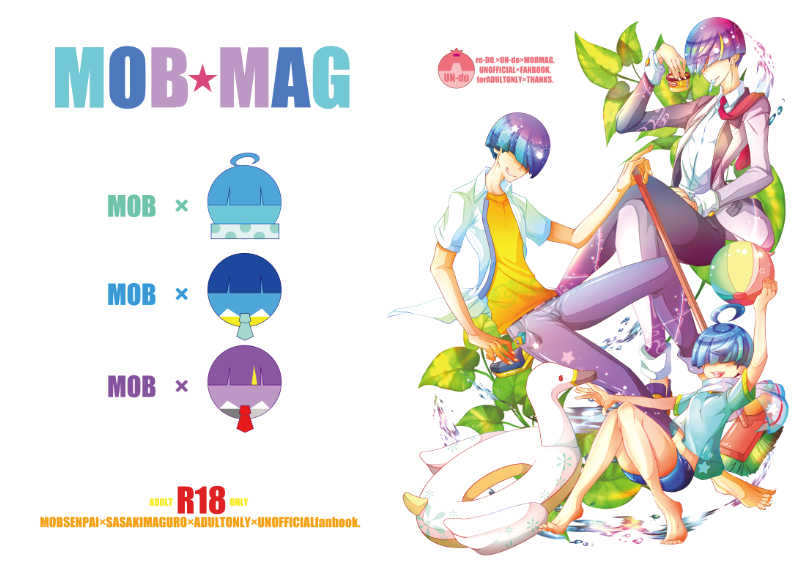 MOB★MAG
MOB ×
MOB ×
MOB ×
ADULT R18 ONLY
MOBSENPAI×SASAKIMAGURO×ADULTONLY×UNOFFICIALfanbook.
UN-do
re-DO.×UN-do×MOBMAG.
UNOFFICIAL×FANBOOK.
forADULTONLY×THANKS.